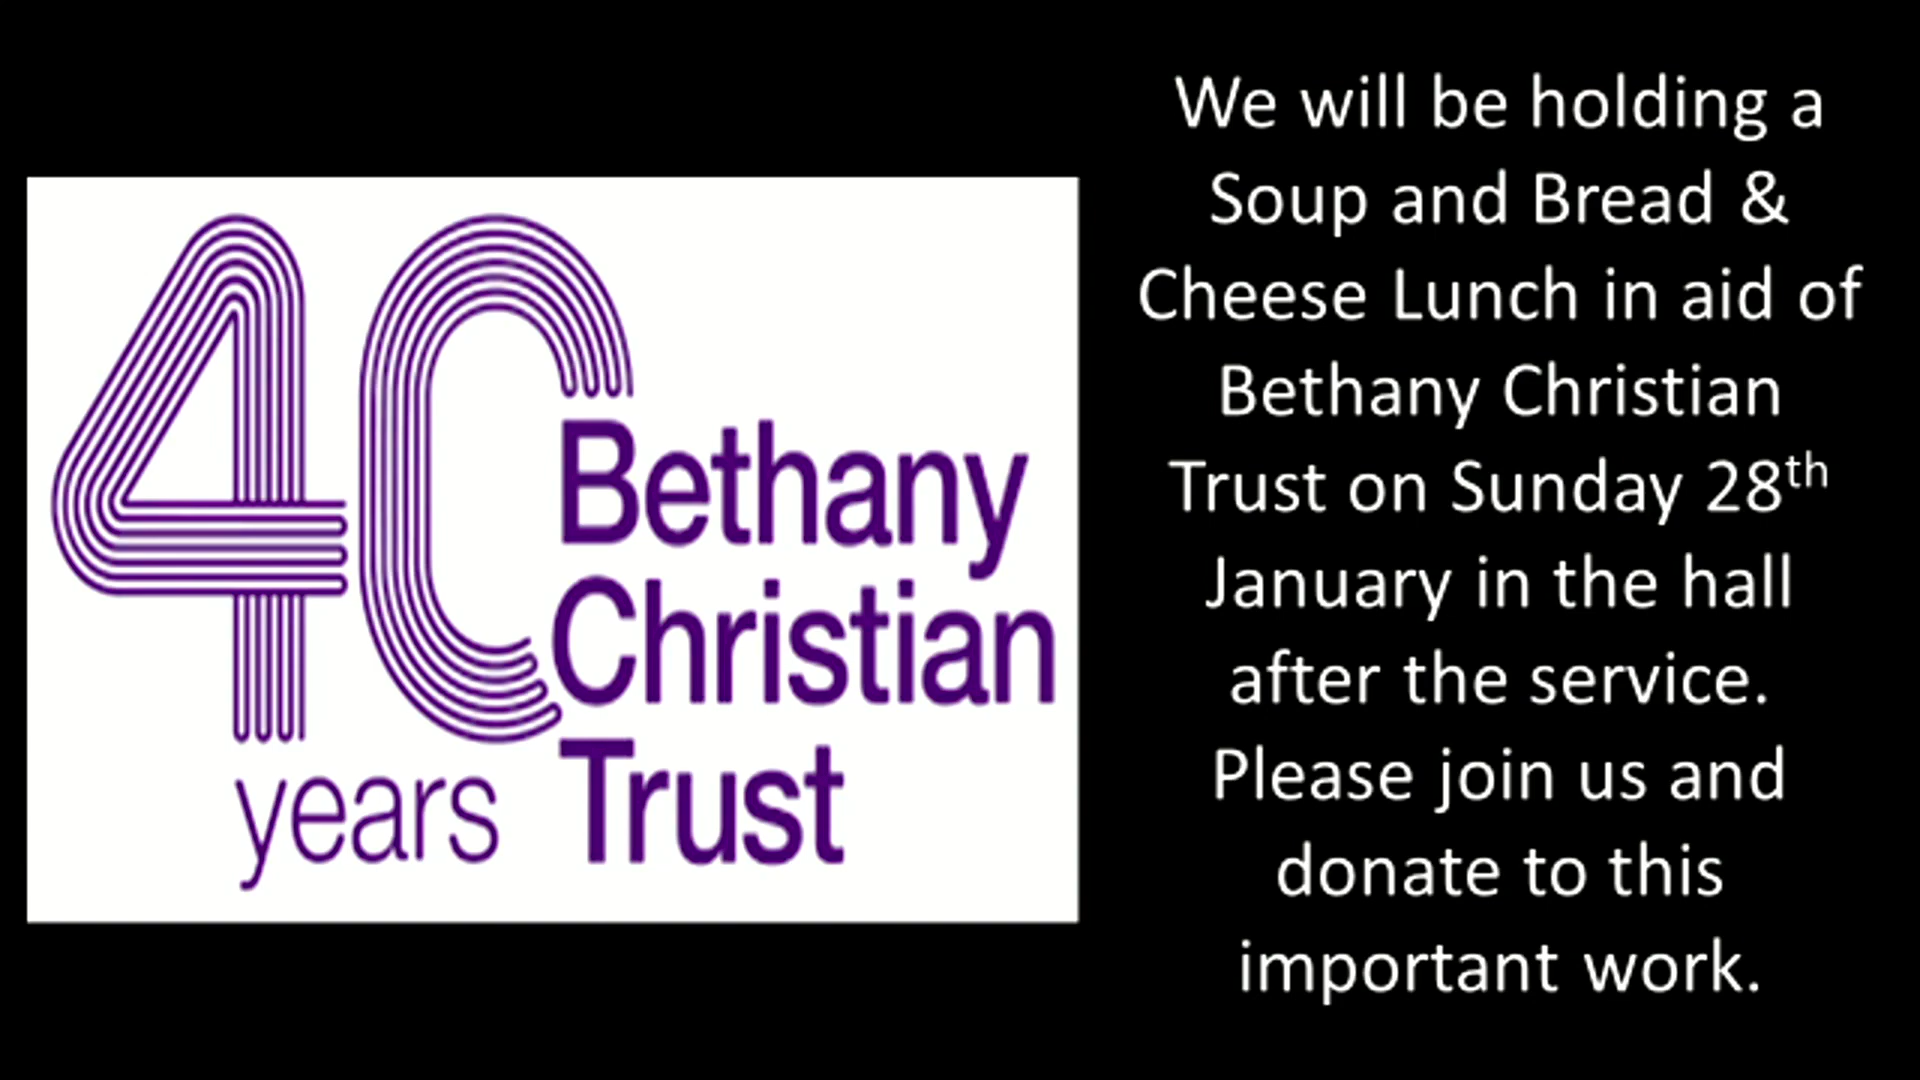 40
years
Bethany
Christian
Trust
We will be holding a
Soup and Bread &
Cheese Lunch in aid of
Bethany Christian
Trust on Sunday 28th
January in the hall
after the service.
Please join us and
donate to this
important work.